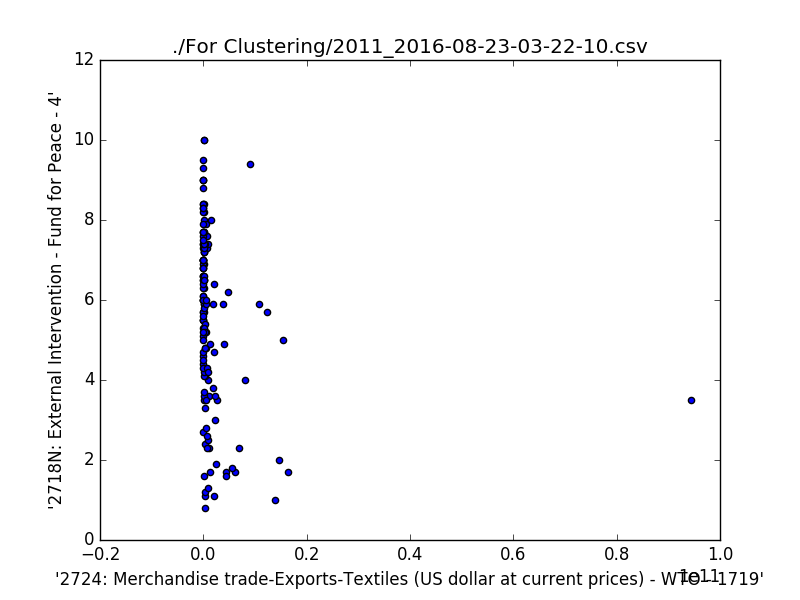 ./For Clustering/2011_2016-08-23-03-22-10.csv
12
10
8
6
4
2
0
'2718N: External Intervention - Fund for Peace - 4'
−0.2 0.0 0.2 0.4 0.6 0.8 1.0
1e11
'2724: Merchandise trade-Exports-Textiles (US dollar at current prices) - WTO - 1719'